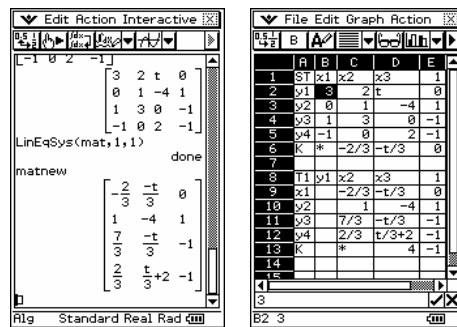 Edit Action Interactive
[-1 0 2 -1]
[3 2 t 0
0 1 -4 1
1 3 0 -1
-1 0 2 -1]
LinEqSys(mat,1,1)
done
matnew
[-2/3 -t/3 0
1 -4 1
7/3 -t/3 -1
2/3 t/3+2 -1]
Alg Standard Real Rad
File Edit Graph Action
B
A B C D E
1 ST x1 x2 x3 1
2 y1 3 2 t 0
3 y2 0 1 -4 1
4 y3 1 3 0 -1
5 y4 -1 0 2 -1
6 K * -2/3 -t/3 0
7
8 T1 y1 x2 x3 1
9 x1 -2/3 -t/3 0
10 y2 1 -4 1
11 y3 7/3 -t/3 -1
12 y4 2/3 t/3+2 -1
13 K * 4 -1
14
15
3
B2 3